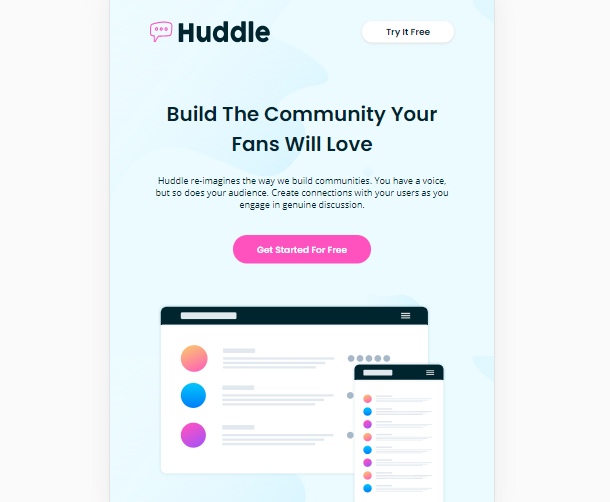 Huddle
Try It Free
Build The Community Your
Fans Will Love
Huddle re-imagines the way we build communities. You have a voice,
but so does your audience. Create connections with your users as you
engage in genuine discussion.
Get Started For Free